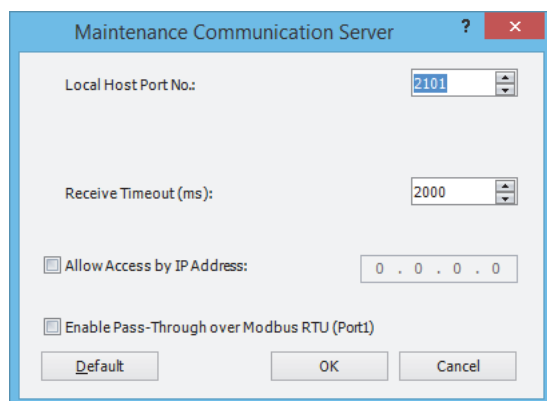 Maintenance Communication Server ? ×
Local Host Port No.: 2101
Receive Timeout (ms): 2000
Allow Access by IP Address: 0 . 0 . 0 . 0
Enable Pass-Through over Modbus RTU (Port1)
Default OK Cancel